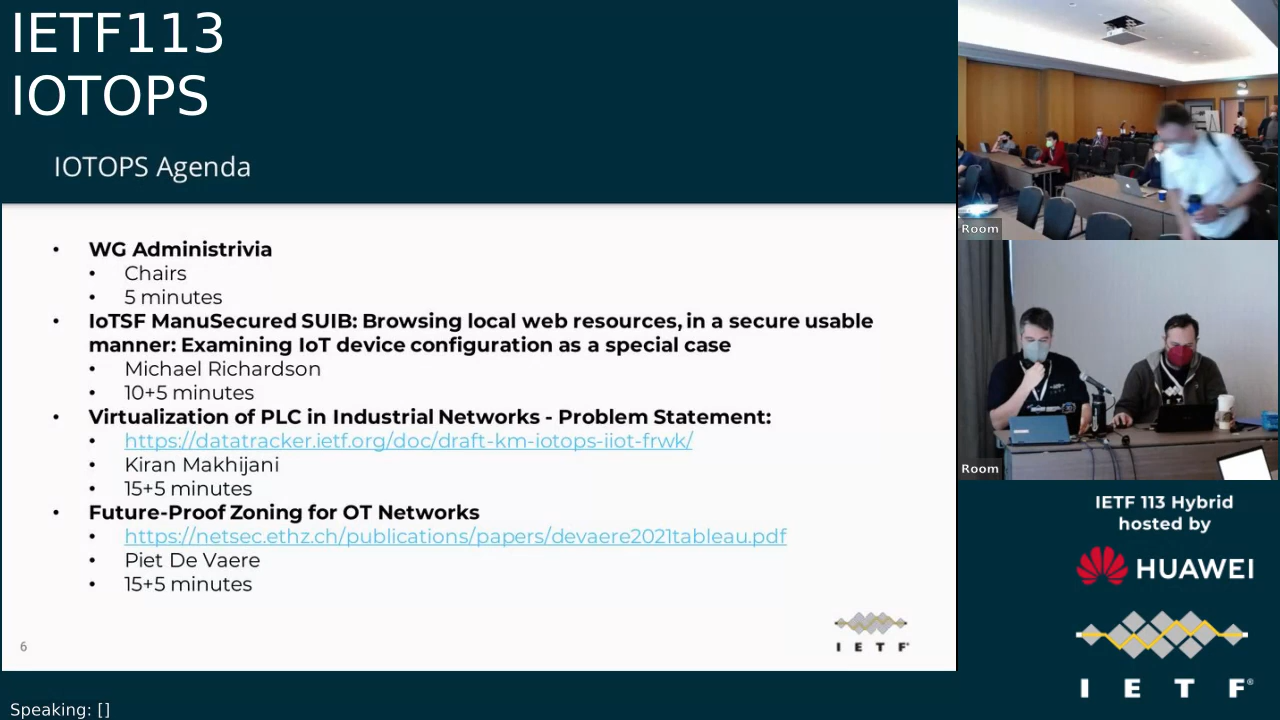 IETF113
IOTOPS
IOTOPS Agenda
• WG Administrivia
• Chairs
• 5 minutes
• IoTSF ManuSecured SUIB: Browsing local web resources, in a secure usable
manner: Examining IoT device configuration as a special case
• Michael Richardson
• 10+5 minutes
• Virtualization of PLC in Industrial Networks - Problem Statement:
• https://datatracker.ietf.org/doc/draft-km-iotops-iiot-frwk/
• Kiran Makhijani
• 15+5 minutes
• Future-Proof Zoning for OT Networks
• https://netsec.ethz.ch/publications/papers/devaere2021tableau.pdf
• Piet De Vaere
• 15+5 minutes
6
I E T F®
Speaking: []
Room
Room
IETF 113 Hybrid
hosted by
HUAWEI
I E T F®